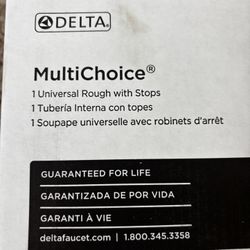 DELTA
MultiChoice®
1 Universal Rough with Stops
1 Tubería Interna con topes
1 Soupape universelle avec robinets d'arrêt
GUARANTEED FOR LIFE
GARANTIZADA DE POR VIDA
GARANTI À VIE
deltafaucet.com | 1.800.345.3358